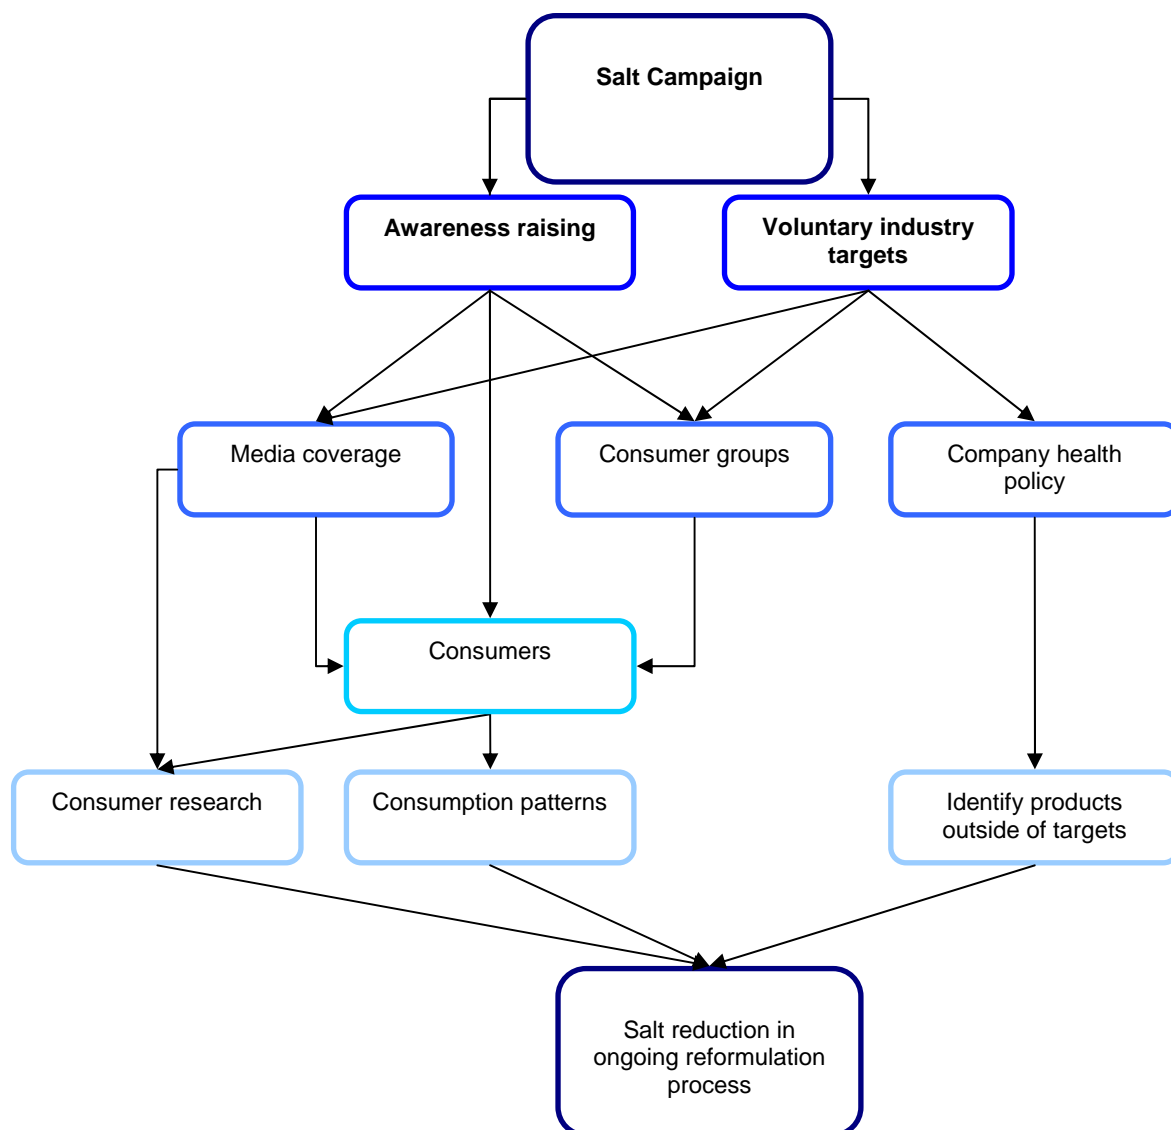 Salt Campaign
Awareness raising
Voluntary industry
targets
Media coverage
Consumer groups
Company health
policy
Consumers
Consumer research
Consumption patterns
Identify products
outside of targets
Salt reduction in
ongoing reformulation
process